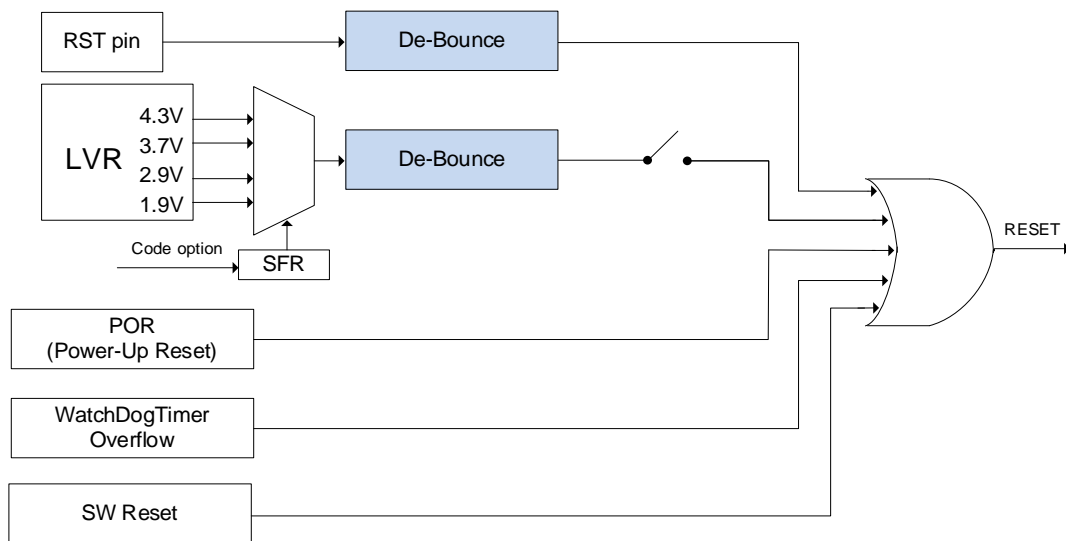 RST pin
De-Bounce
LVR
4.3V
3.7V
2.9V
1.9V
De-Bounce
Code option
SFR
RESET
POR
(Power-Up Reset)
WatchDogTimer
Overflow
SW Reset